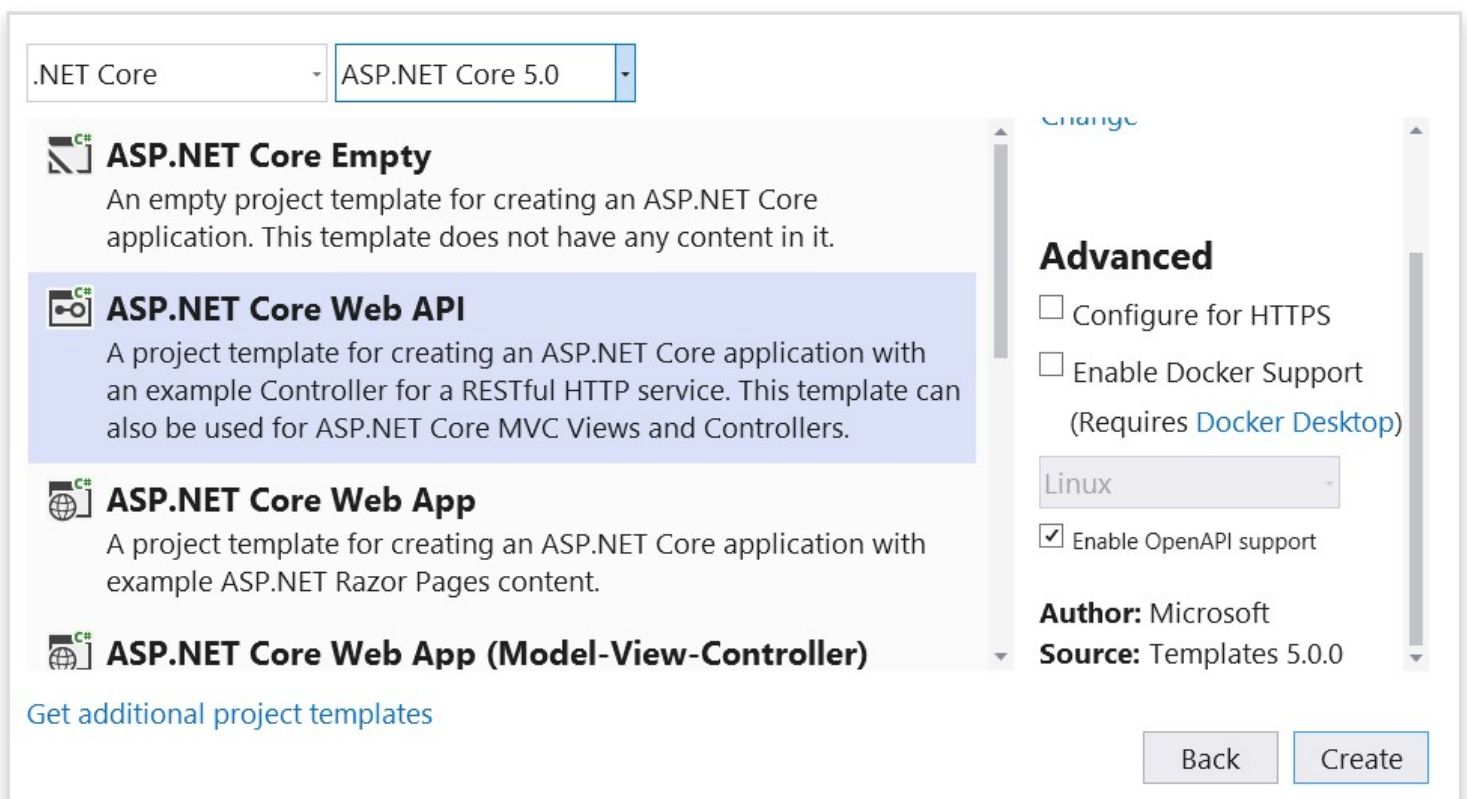 .NET Core
ASP.NET Core 5.0
C#
ASP.NET Core Empty
An empty project template for creating an ASP.NET Core
application. This template does not have any content in it.
C#
ASP.NET Core Web API
A project template for creating an ASP.NET Core application with
an example Controller for a RESTful HTTP service. This template can
also be used for ASP.NET Core MVC Views and Controllers.
C#
ASP.NET Core Web App
A project template for creating an ASP.NET Core application with
example ASP.NET Razor Pages content.
C#
ASP.NET Core Web App (Model-View-Controller)
Get additional project templates
Change
Advanced
Configure for HTTPS
Enable Docker Support
(Requires Docker Desktop)
Linux
Enable OpenAPI support
Author: Microsoft
Source: Templates 5.0.0
Back
Create